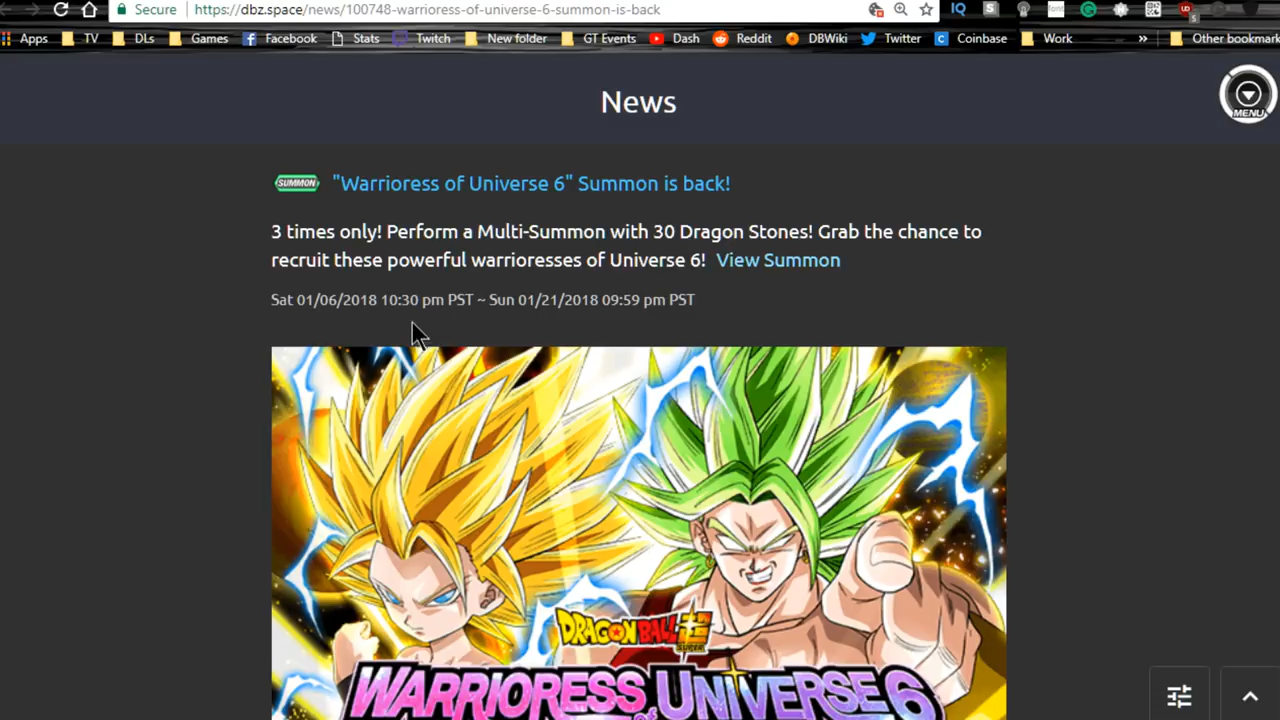 Secure https://dbz.space/news/100748-warrioress-of-universe-6-summon-is-back
Apps TV DLs Games Facebook Stats Twitch New folder GT Events Dash Reddit DBWiki Twitter Coinbase Work » Other bookmark
News
MENU
SUMMON "Warrioress of Universe 6" Summon is back!
3 times only! Perform a Multi-Summon with 30 Dragon Stones! Grab the chance to
recruit these powerful warrioresses of Universe 6! View Summon
Sat 01/06/2018 10:30 pm PST ~ Sun 01/21/2018 09:59 pm PST
DRAGON BALL 超
SUPER
WARRIORESS of UNIVERSE 6